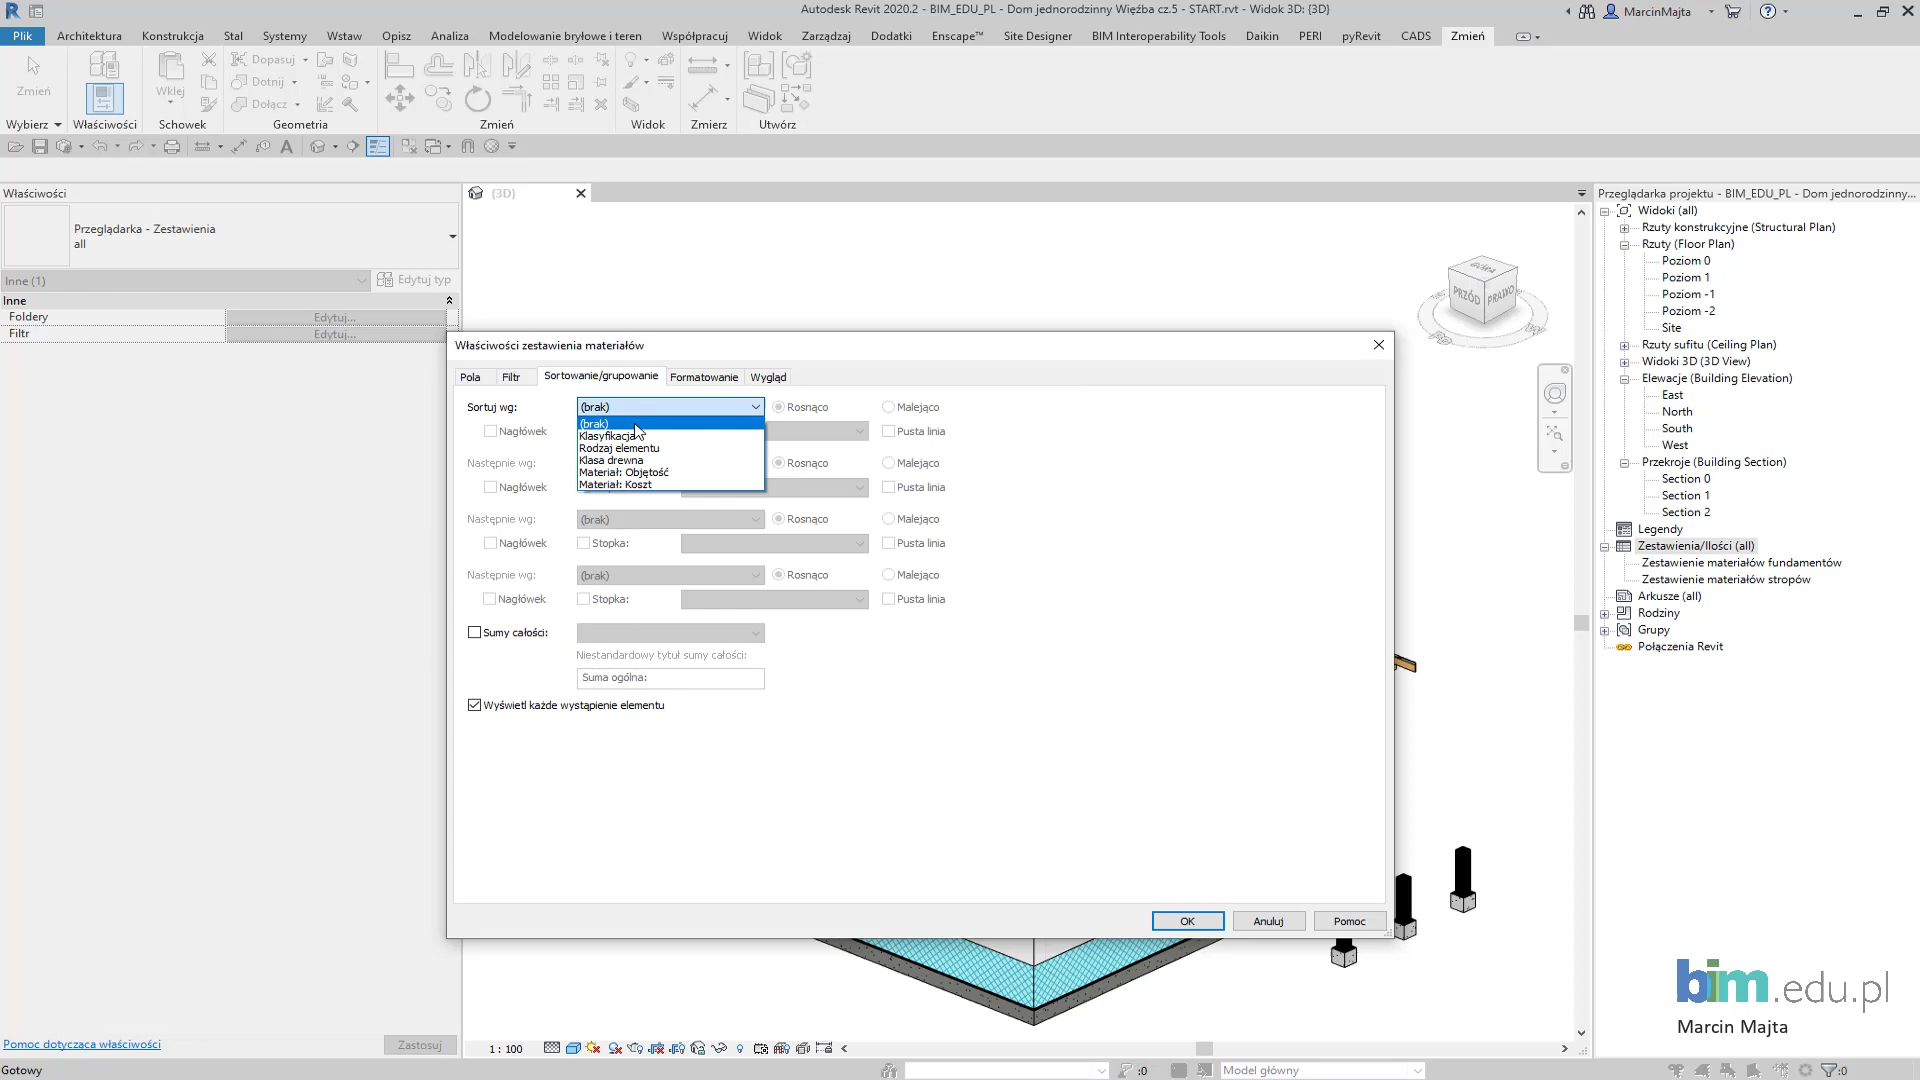 Autodesk Revit 2020.2 - BIM_EDU_PL - Dom jednorodzinny Więźba cz.5 - START.rvt - Widok 3D: {3D}
MarcinMajta
Plik Architektura Konstrukcja Stal Systemy Wstaw Opisz Analiza Modelowanie bryłowe i teren Współpracuj Widok Zarządzaj Dodatki Enscape™ Site Designer BIM Interoperability Tools Daikin PERI pyRevit CADS Zmień
Dopasuj
Zmień
Wklej
Dotnij
Dołącz
Wybierz Właściwości Schowek Geometria Zmień Widok Zmierz Utwórz
Właściwości
Przeglądarka - Zestawienia
all
Inne (1)
Edytuj typ
Inne
Foldery Edytuj...
Filtr Edytuj...
Pomoc dotycząca właściwości
Zastosuj
Gotowy
{3D}
GÓRA
PRZÓD
PRAWO
Właściwości zestawienia materiałów
Pola Filtr Sortowanie/grupowanie Formatowanie Wygląd
Sortuj wg: (brak) Rosnąco Malejąco
(brak)
Klasyfikacja
Rodzaj elementu
Klasa drewna
Materiał: Objętość
Materiał: Koszt
Nagłówek Pusta linia
Następnie wg: Rosnąco Malejąco
Nagłówek Pusta linia
Następnie wg: (brak) Rosnąco Malejąco
Nagłówek Stopka: Pusta linia
Następnie wg: (brak) Rosnąco Malejąco
Nagłówek Stopka: Pusta linia
Sumy całości:
Niestandardowy tytuł sumy całości:
Suma ogólna:
Wyświetl każde wystąpienie elementu
OK Anuluj Pomoc
1 : 100
:0
Model główny
:0
Przeglądarka projektu - BIM_EDU_PL - Dom jednorodzinny...
Widoki (all)
Rzuty konstrukcyjne (Structural Plan)
Rzuty (Floor Plan)
Poziom 0
Poziom 1
Poziom -1
Poziom -2
Site
Rzuty sufitu (Ceiling Plan)
Widoki 3D (3D View)
Elewacje (Building Elevation)
East
North
South
West
Przekroje (Building Section)
Section 0
Section 1
Section 2
Legendy
Zestawienia/Ilości (all)
Zestawienie materiałów fundamentów
Zestawienie materiałów stropów
Arkusze (all)
Rodziny
Grupy
Połączenia Revit
bim.edu.pl
Marcin Majta